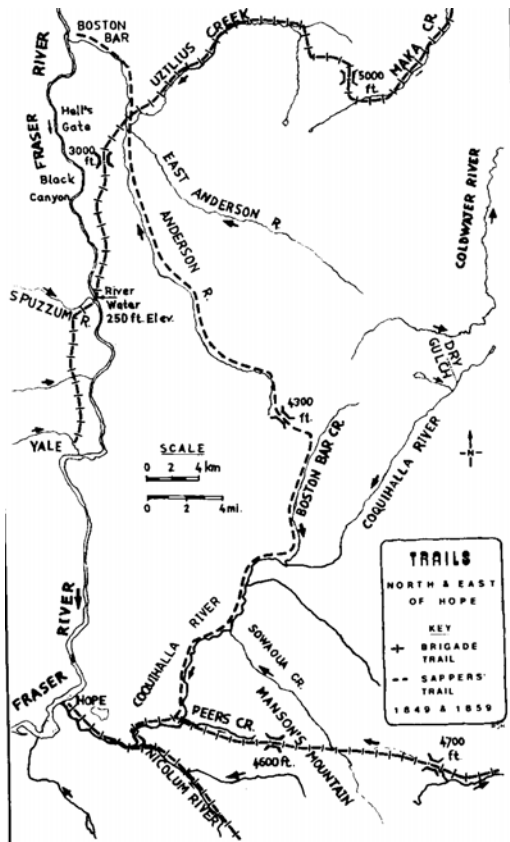 BOSTON
BAR
UZTILIUS CREEK
MAKA CR.
5000
ft.
RIVER
Hell's
Gate
FRASER
3000
ft.
Black
Canyon
EAST ANDERSON R.
ANDERSON
R.
COLDWATER RIVER
SPUZZUM R.
River
Water
250 ft. Elev.
DRY
GULCH
4300
ft.
YALE
SCALE
0 2 4 km
0 2 4 mi.
BOSTON BAR CR.
COQUIHALLA RIVER
N
RIVER
FRASER
HOPE
COQUIHALLA RIVER
SOWAQUA CR.
PEERS CR.
MANSON'S MOUNTAIN
NICOLUM RIVER
4600 ft.
4700
ft.
TRAILS
NORTH & EAST
OF HOPE
KEY
BRIGADE
TRAIL
SAPPERS'
TRAIL
1849 & 1859